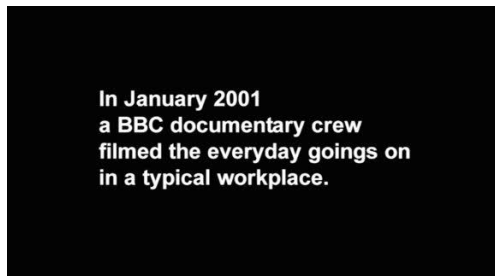 In January 2001
a BBC documentary crew
filmed the everyday goings on
in a typical workplace.